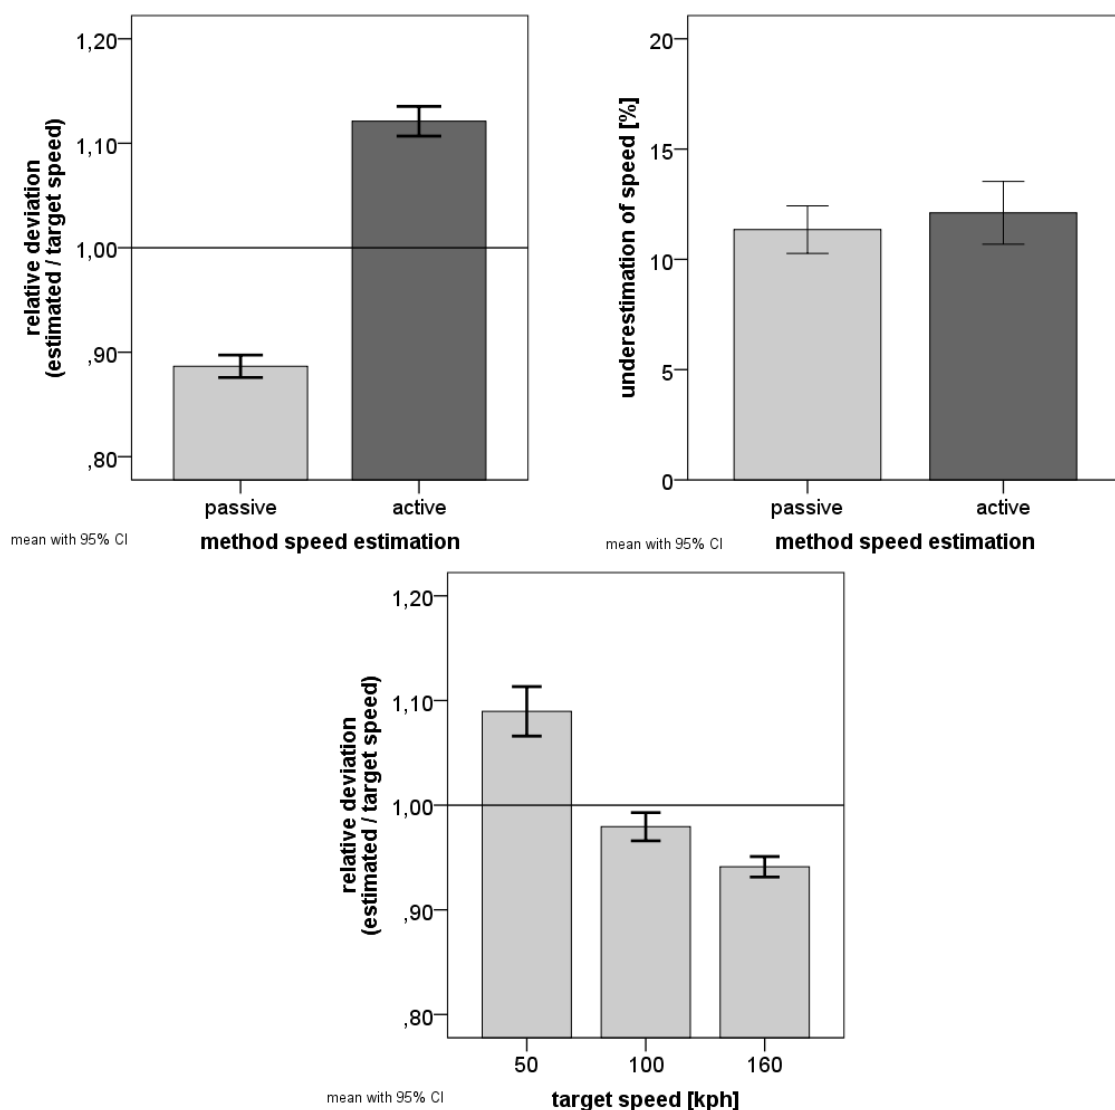 relative deviation
(estimated / target speed)
1,20
1,10
1,00
,90
,80
passive
active
mean with 95% CI
method speed estimation
underestimation of speed [%]
20
15
10
5
0
passive
active
mean with 95% CI
method speed estimation
relative deviation
(estimated / target speed)
1,20
1,10
1,00
,90
,80
50
100
160
mean with 95% CI
target speed [kph]